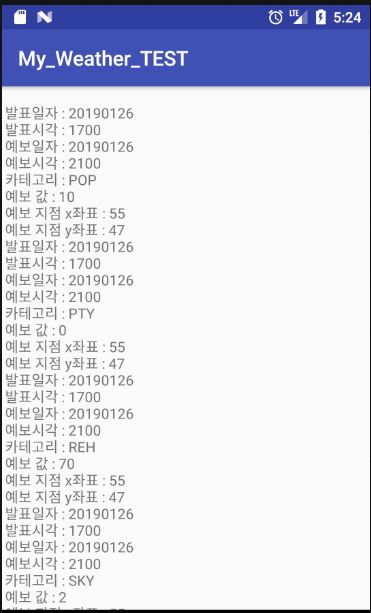 LTE 5:24
My_Weather_TEST
발표일자 : 20190126
발표시각 : 1700
예보일자 : 20190126
예보시각 : 2100
카테고리 : POP
예보 값 : 10
예보 지점 x좌표 : 55
예보 지점 y좌표 : 47
발표일자 : 20190126
발표시각 : 1700
예보일자 : 20190126
예보시각 : 2100
카테고리 : PTY
예보 값 : 0
예보 지점 x좌표 : 55
예보 지점 y좌표 : 47
발표일자 : 20190126
발표시각 : 1700
예보일자 : 20190126
예보시각 : 2100
카테고리 : REH
예보 값 : 70
예보 지점 x좌표 : 55
예보 지점 y좌표 : 47
발표일자 : 20190126
발표시각 : 1700
예보일자 : 20190126
예보시각 : 2100
카테고리 : SKY
예보 값 : 2